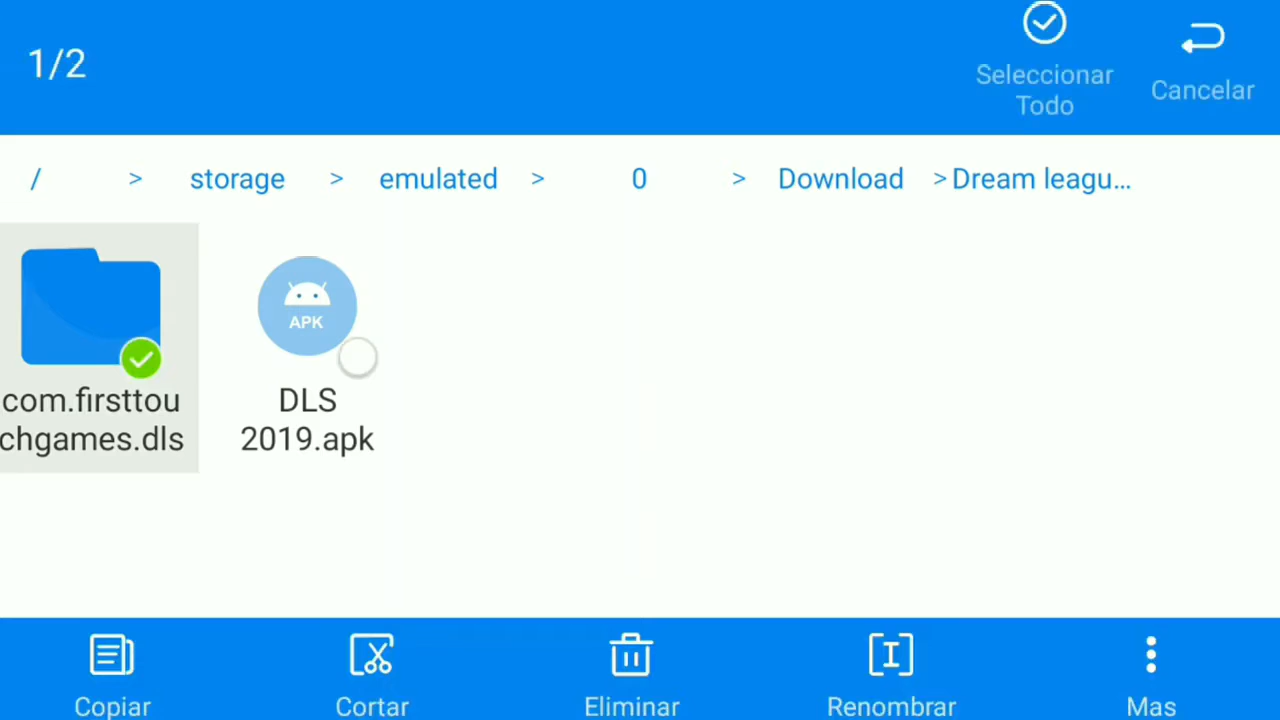 1/2
Seleccionar
Todo
Cancelar
/ > storage > emulated > 0 > Download > Dream leagu...
com.firsttou
chgames.dls
APK
DLS
2019.apk
Copiar
Cortar
Eliminar
Renombrar
Mas